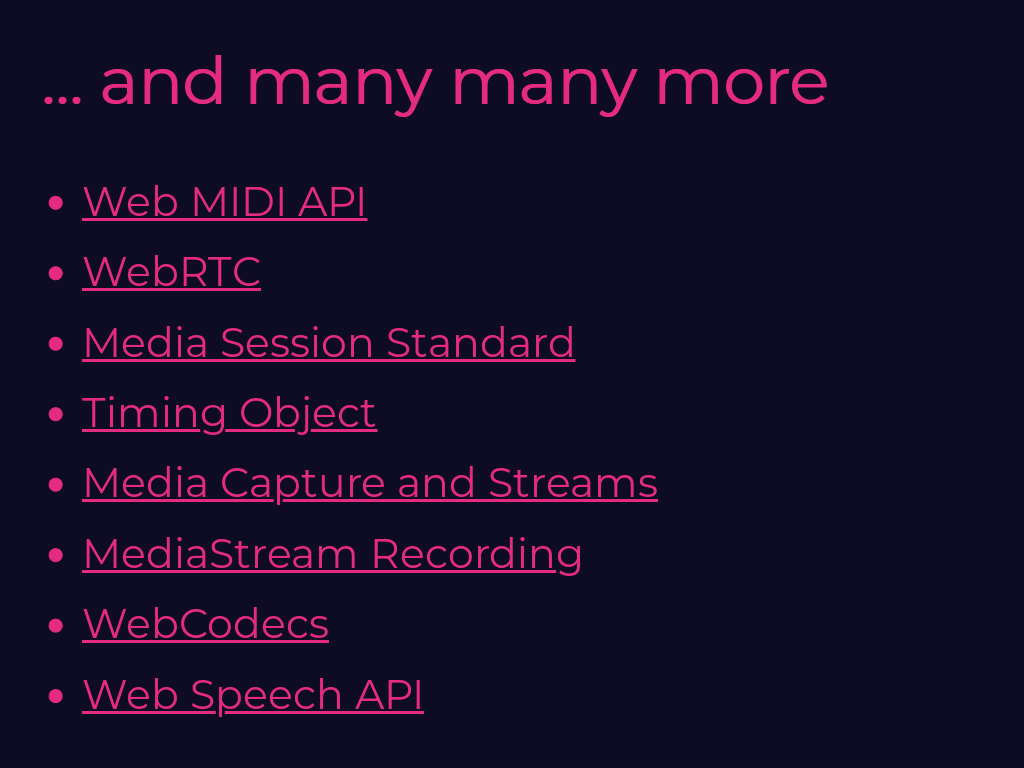 ... and many many more
• Web MIDI API
• WebRTC
• Media Session Standard
• Timing Object
• Media Capture and Streams
• MediaStream Recording
• WebCodecs
• Web Speech API